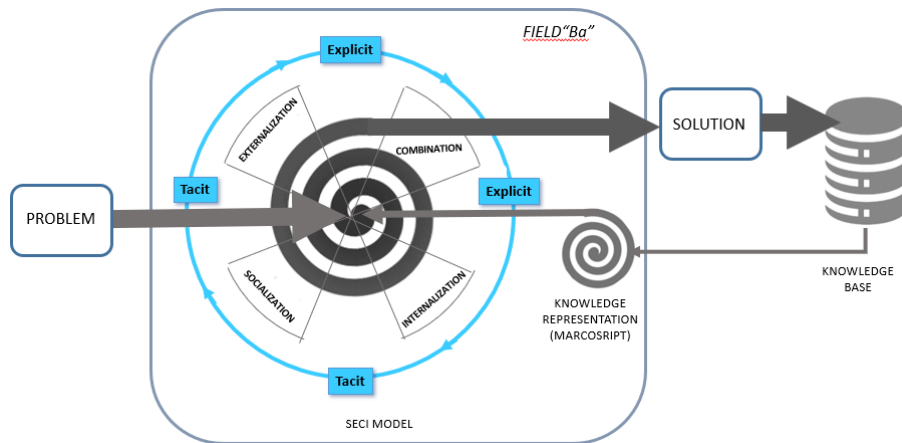 FIELD“Ba”
Explicit
EXTERNALIZATION
COMBINATION
SOLUTION
Tacit
Explicit
PROBLEM
SOCIALIZATION
INTERNALIZATION
KNOWLEDGE
REPRESENTATION
(MARCOSRIPT)
KNOWLEDGE
BASE
Tacit
SECI MODEL